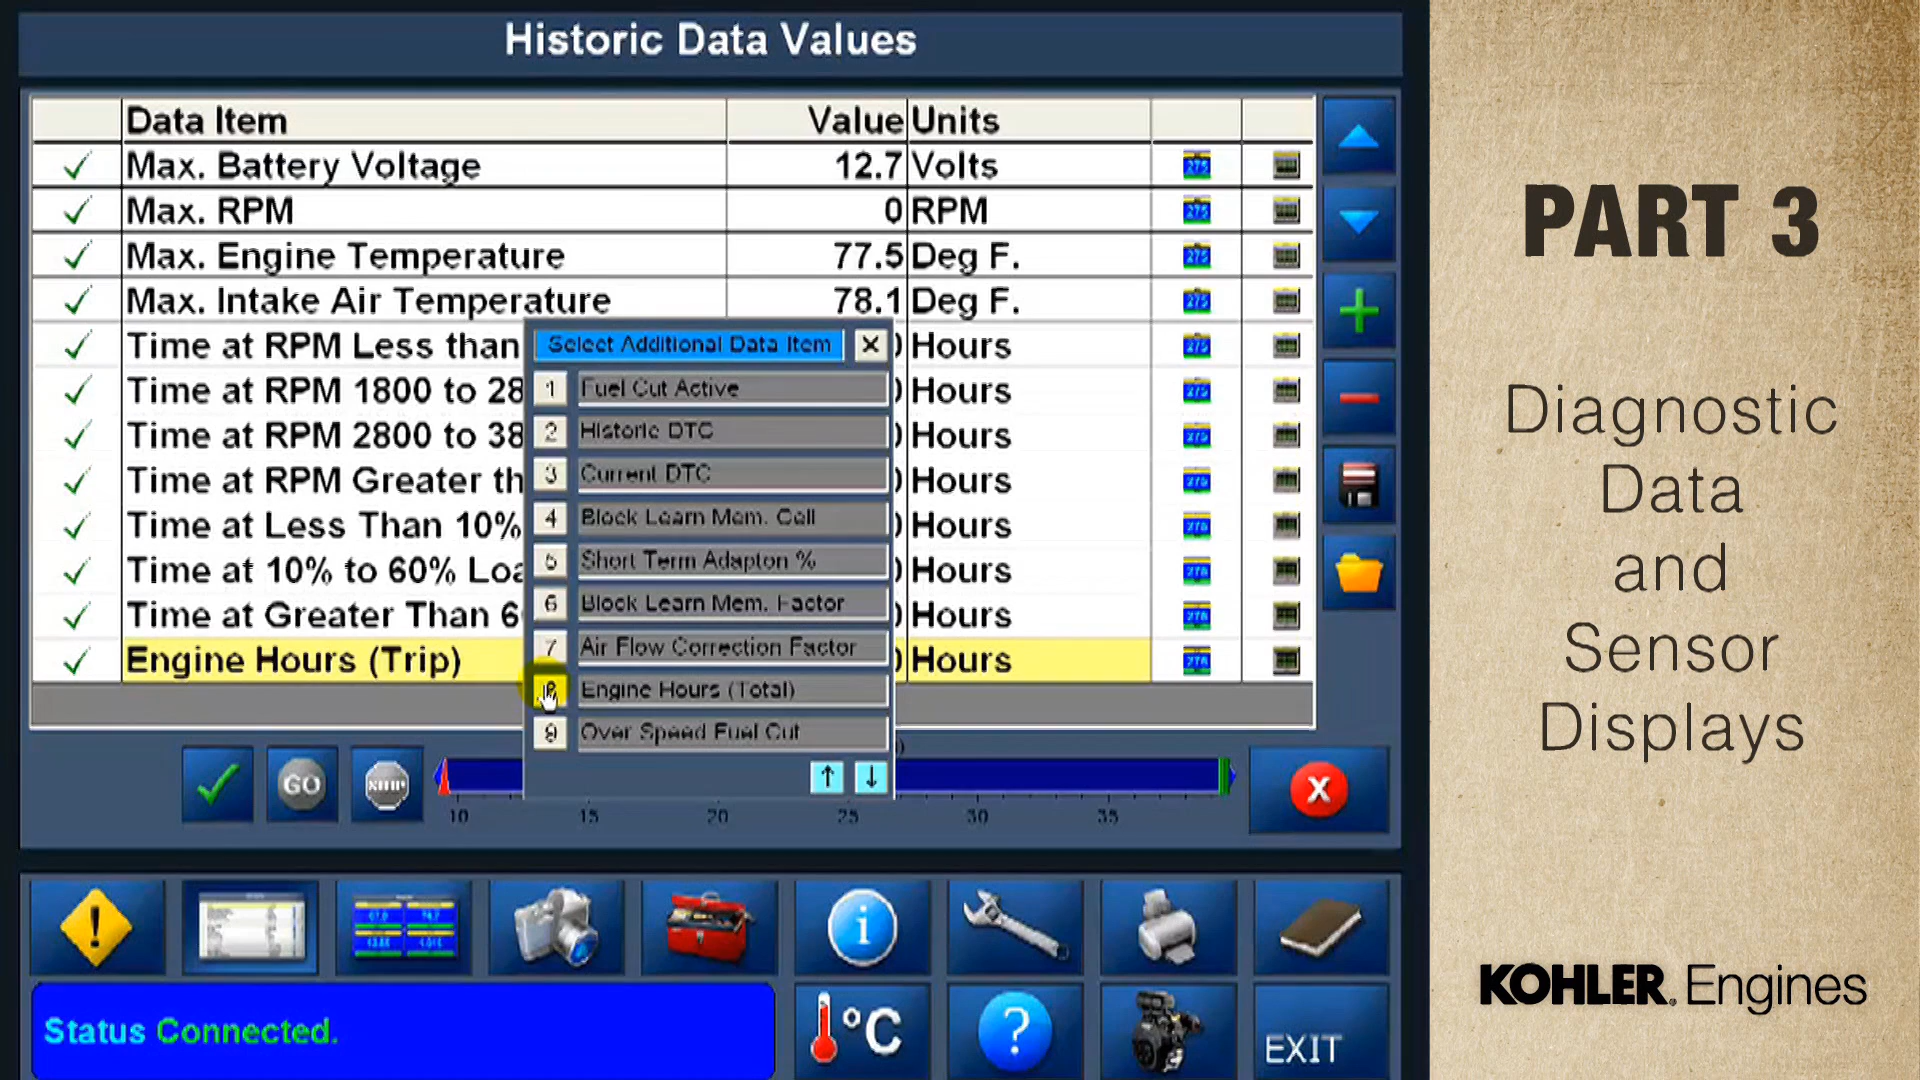 Historic Data Values
Data Item Value Units
Max. Battery Voltage 12.7 Volts
Max. RPM 0 RPM
Max. Engine Temperature 77.5 Deg F.
Max. Intake Air Temperature 78.1 Deg F.
Time at RPM Less than Hours
Time at RPM 1800 to 28 Hours
Time at RPM 2800 to 38 Hours
Time at RPM Greater th Hours
Time at Less Than 10% Hours
Time at 10% to 60% Loa Hours
Time at Greater Than 6 Hours
Engine Hours (Trip) Hours
Select Additional Data Item
1 Fuel Cut Active
2 Historic DTC
3 Current DTC
4 Block Learn Mem. Cell
5 Short Term Adapton %
6 Block Learn Mem. Factor
7 Air Flow Correction Factor
8 Engine Hours (Total)
9 Over Speed Fuel Cut
GO
10 15 20 25 30 35
Status Connected.
°C
EXIT
PART 3
Diagnostic
Data
and
Sensor
Displays
KOHLER. Engines